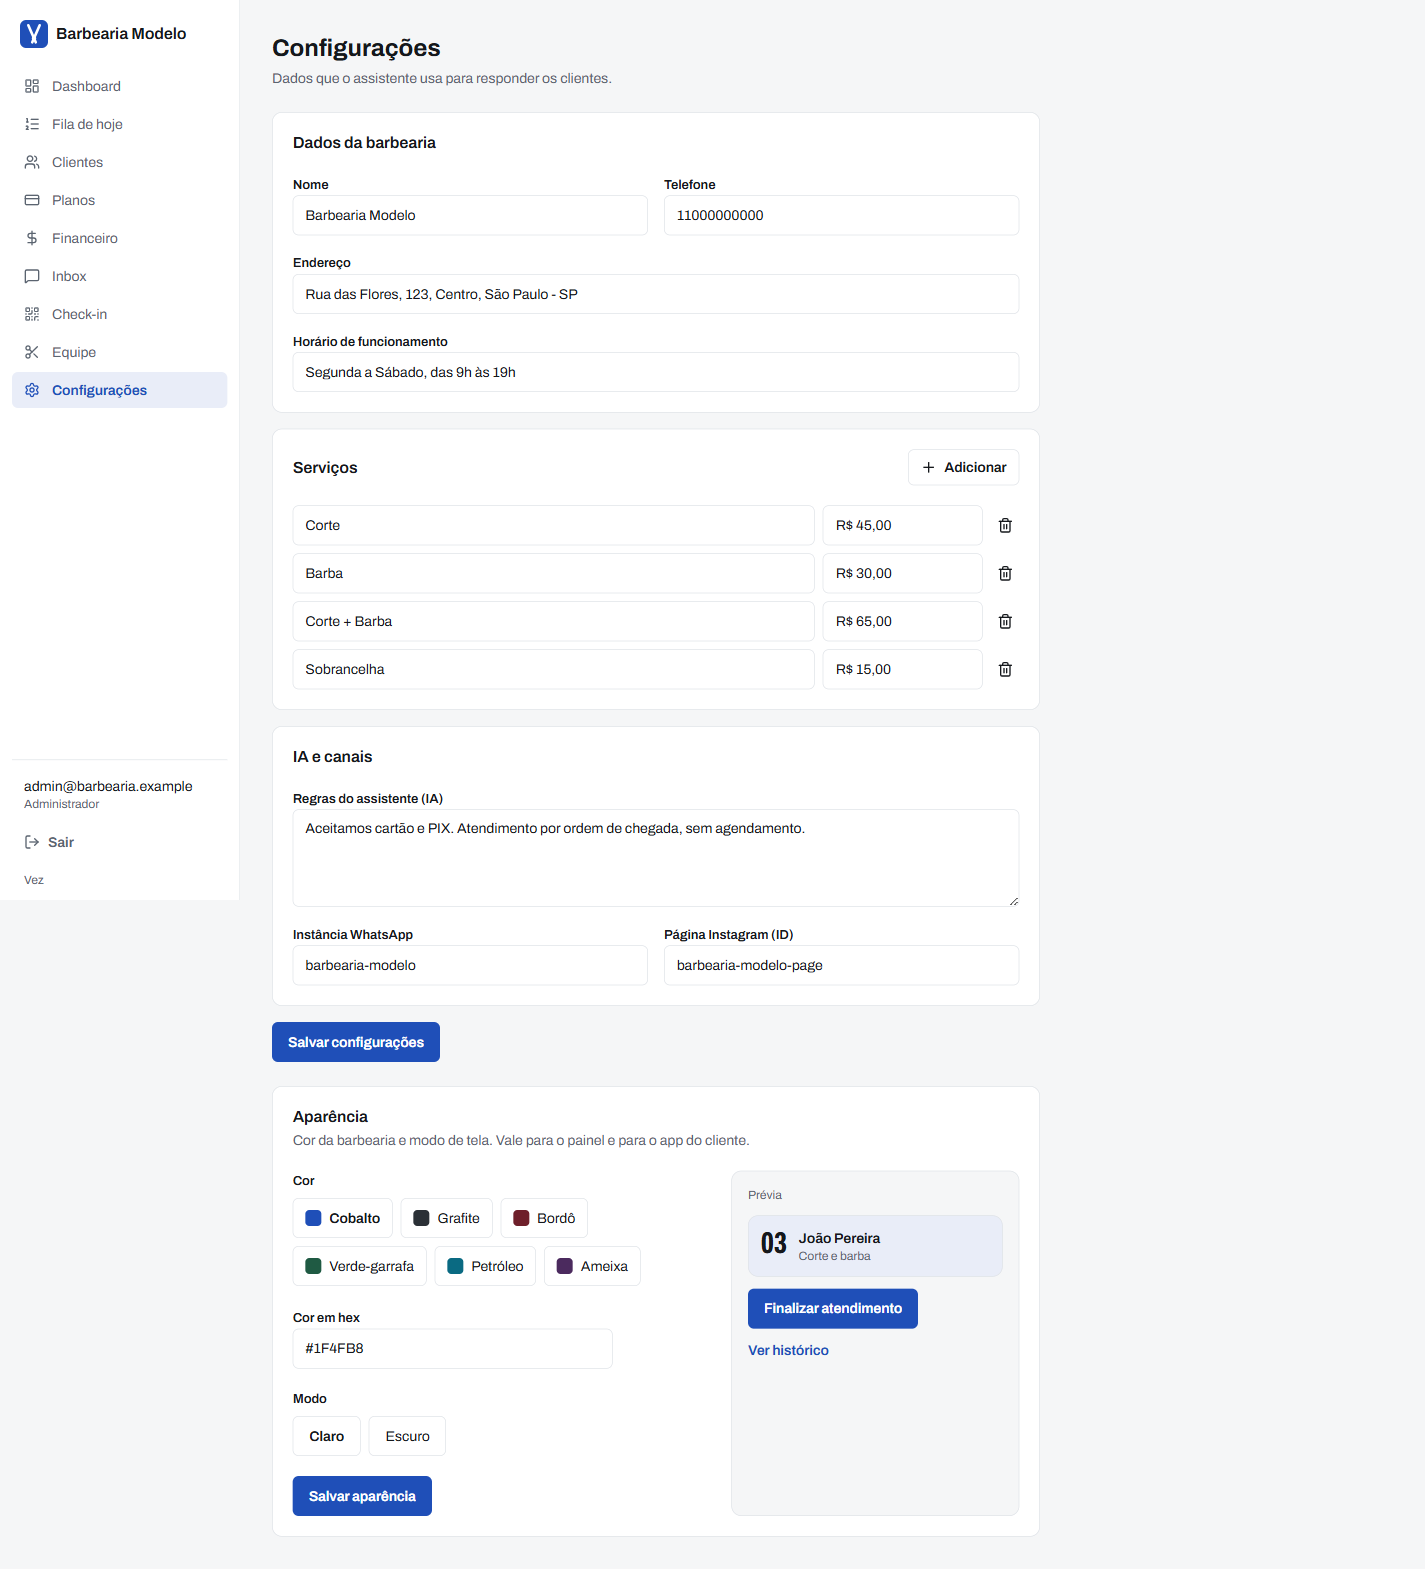 Barbearia Modelo
Dashboard
Fila de hoje
Clientes
Planos
Financeiro
Inbox
Check-in
Equipe
Configurações
admin@barbearia.example
Administrador
Sair
Vez
Configurações
Dados que o assistente usa para responder os clientes.
Dados da barbearia
Nome
Telefone
Barbearia Modelo
11000000000
Endereço
Rua das Flores, 123, Centro, São Paulo - SP
Horário de funcionamento
Segunda a Sábado, das 9h às 19h
Serviços
Adicionar
Corte
R$ 45,00
Barba
R$ 30,00
Corte + Barba
R$ 65,00
Sobrancelha
R$ 15,00
IA e canais
Regras do assistente (IA)
Aceitamos cartão e PIX. Atendimento por ordem de chegada, sem agendamento.
Instância WhatsApp
Página Instagram (ID)
barbearia-modelo
barbearia-modelo-page
Salvar configurações
Aparência
Cor da barbearia e modo de tela. Vale para o painel e para o app do cliente.
Cor
Cobalto
Grafite
Bordô
Verde-garrafa
Petróleo
Ameixa
Cor em hex
#1F4FB8
Modo
Claro
Escuro
Salvar aparência
Prévia
03
João Pereira
Corte e barba
Finalizar atendimento
Ver histórico